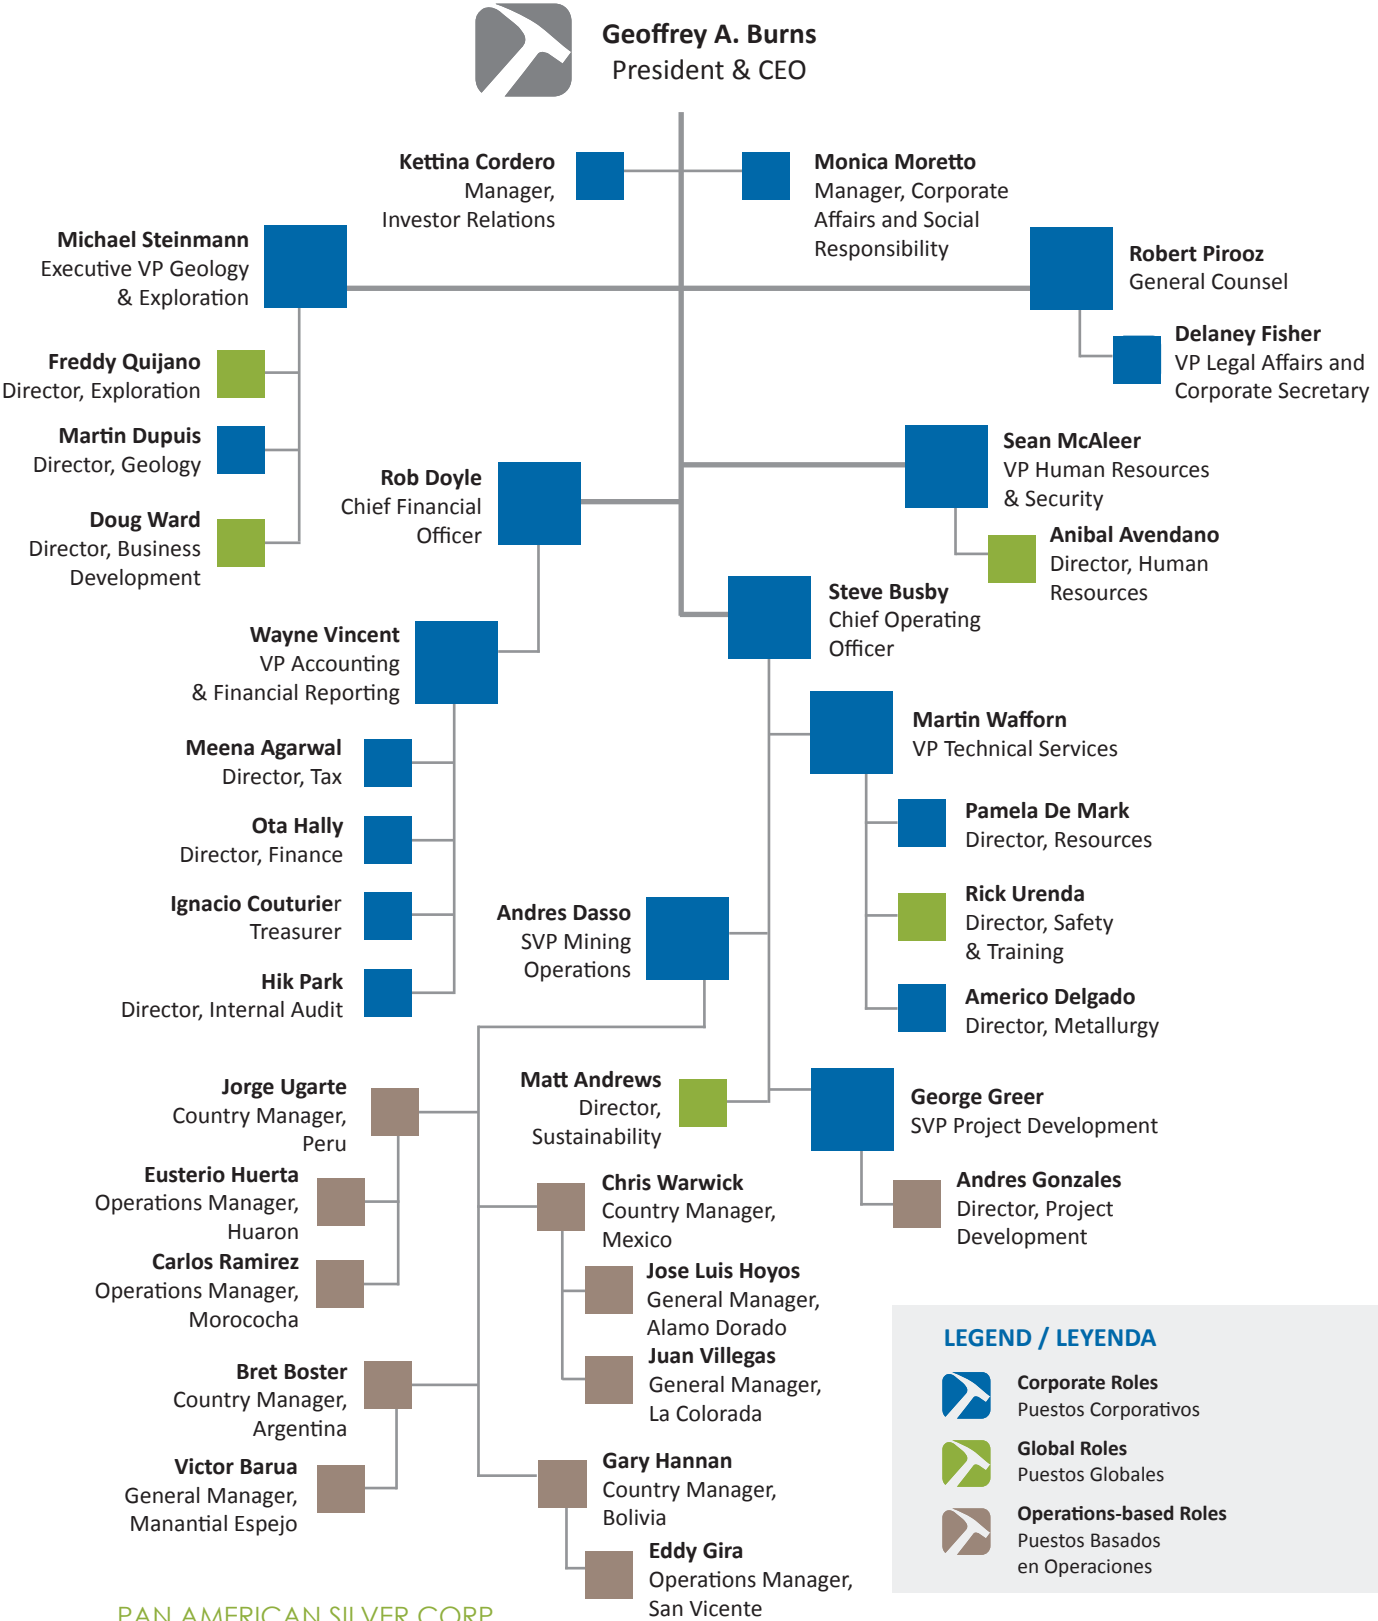 Geoffrey A. Burns
President & CEO
Kettina Cordero
Manager,
Investor Relations
Monica Moretto
Manager, Corporate
Affairs and Social
Responsibility
Michael Steinmann
Executive VP Geology
& Exploration
Robert Pirooz
General Counsel
Delaney Fisher
VP Legal Affairs and
Corporate Secretary
Freddy Quijano
Director, Exploration
Martin Dupuis
Director, Geology
Doug Ward
Director, Business
Development
Rob Doyle
Chief Financial
Officer
Sean McAleer
VP Human Resources
& Security
Anibal Avendano
Director, Human
Resources
Steve Busby
Chief Operating
Officer
Wayne Vincent
VP Accounting
& Financial Reporting
Meena Agarwal
Director, Tax
Ota Hally
Director, Finance
Ignacio Couturier
Treasurer
Hik Park
Director, Internal Audit
Martin Wafforn
VP Technical Services
Pamela De Mark
Director, Resources
Rick Urenda
Director, Safety
& Training
Americo Delgado
Director, Metallurgy
Andres Dasso
SVP Mining
Operations
Matt Andrews
Director,
Sustainability
George Greer
SVP Project Development
Andres Gonzales
Director, Project
Development
Jorge Ugarte
Country Manager,
Peru
Eusterio Huerta
Operations Manager,
Huaron
Carlos Ramirez
Operations Manager,
Morococha
Chris Warwick
Country Manager,
Mexico
Jose Luis Hoyos
General Manager,
Alamo Dorado
Juan Villegas
General Manager,
La Colorada
Bret Boster
Country Manager,
Argentina
Victor Barua
General Manager,
Manantial Espejo
Gary Hannan
Country Manager,
Bolivia
Eddy Gira
Operations Manager,
San Vicente
LEGEND / LEYENDA
Corporate Roles
Puestos Corporativos
Global Roles
Puestos Globales
Operations-based Roles
Puestos Basados
en Operaciones
PAN AMERICAN SILVER CORP